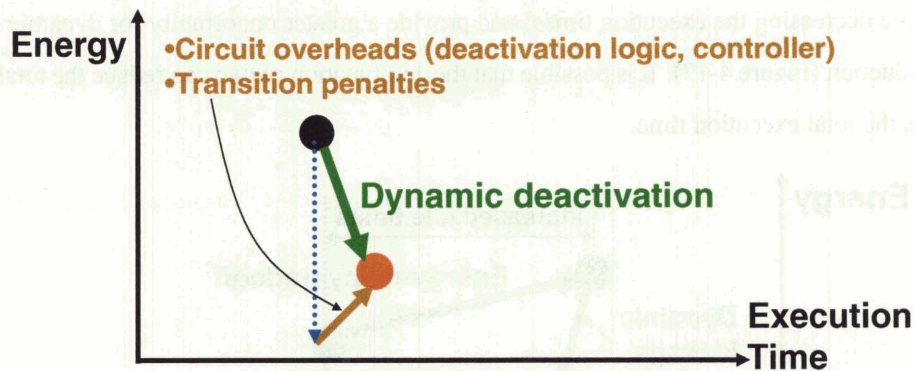 Energy
•Circuit overheads (deactivation logic, controller)
•Transition penalties
Dynamic deactivation
Execution
Time